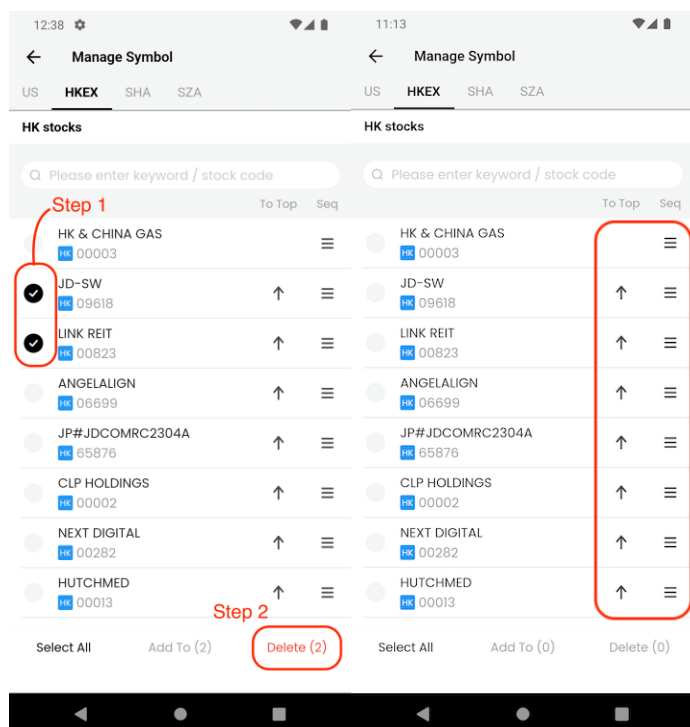 12:38
Manage Symbol
US HKEX SHA SZA
HK stocks
Please enter keyword / stock code
Step 1
To Top Seq
HK & CHINA GAS
HK 00003
JD-SW
HK 09618
LINK REIT
HK 00823
ANGELALIGN
HK 06699
JP#JDCOMRC2304A
HK 65876
CLP HOLDINGS
HK 00002
NEXT DIGITAL
HK 00282
HUTCHMED
HK 00013
Step 2
Select All Add To (2) Delete (2)
11:13
Manage Symbol
US HKEX SHA SZA
HK stocks
Please enter keyword / stock code
To Top Seq
HK & CHINA GAS
HK 00003
JD-SW
HK 09618
LINK REIT
HK 00823
ANGELALIGN
HK 06699
JP#JDCOMRC2304A
HK 65876
CLP HOLDINGS
HK 00002
NEXT DIGITAL
HK 00282
HUTCHMED
HK 00013
Select All Add To (0) Delete (0)